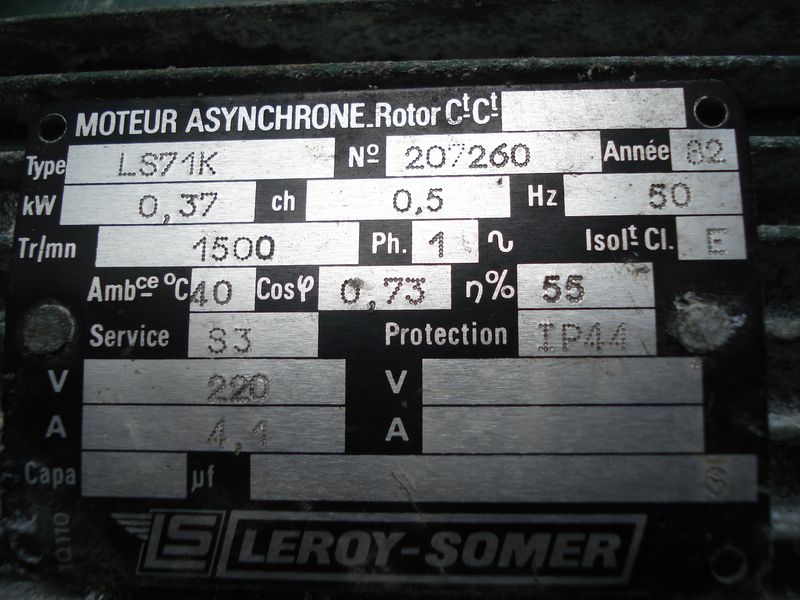 MOTEUR ASYNCHRONE. Rotor Ct Ct
Type LS71K Nº 207260 Année 82
kW 0,37 ch 0,5 Hz 50
Tr/mn 1500 Ph. 1 ∿ Isolt Cl. E
Ambce °C 40 Cosφ 0,73 η% 55
Service S3 Protection IP44
V 220 V
A 4,1 A
Capa µf
LS LEROY-SOMER
1Q110